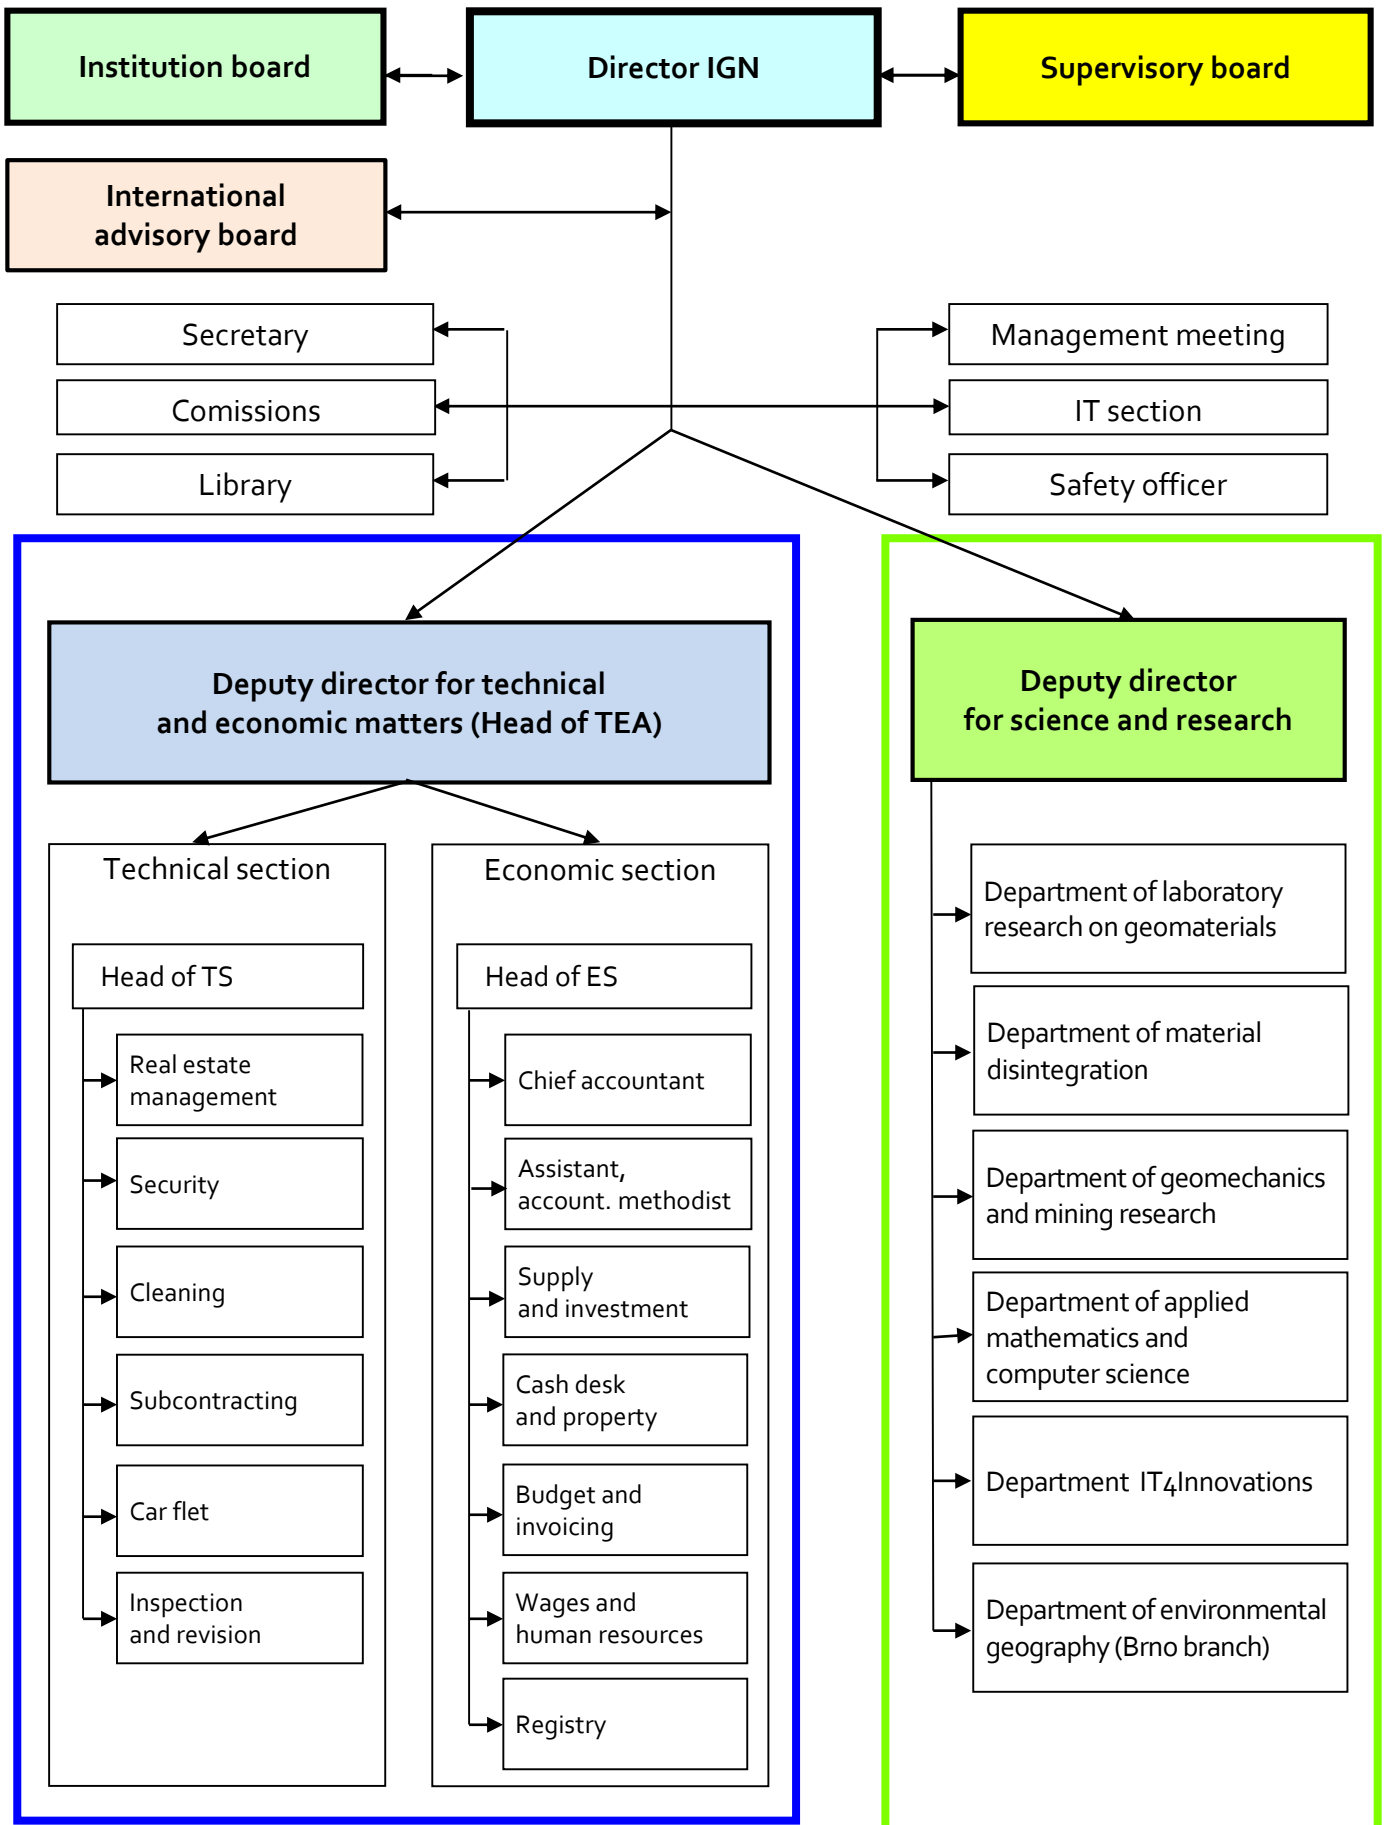 Institution board
Director IGN
Supervisory board
International
advisory board
Secretary
Management meeting
Comissions
IT section
Library
Safety officer
Deputy director for technical
and economic matters (Head of TEA)
Deputy director
for science and research
Technical section
Head of TS
Real estate
management
Security
Cleaning
Subcontracting
Car flet
Inspection
and revision
Economic section
Head of ES
Chief accountant
Assistant,
account. methodist
Supply
and investment
Cash desk
and property
Budget and
invoicing
Wages and
human resources
Registry
Department of laboratory
research on geomaterials
Department of material
disintegration
Department of geomechanics
and mining research
Department of applied
mathematics and
computer science
Department IT4Innovations
Department of environmental
geography (Brno branch)